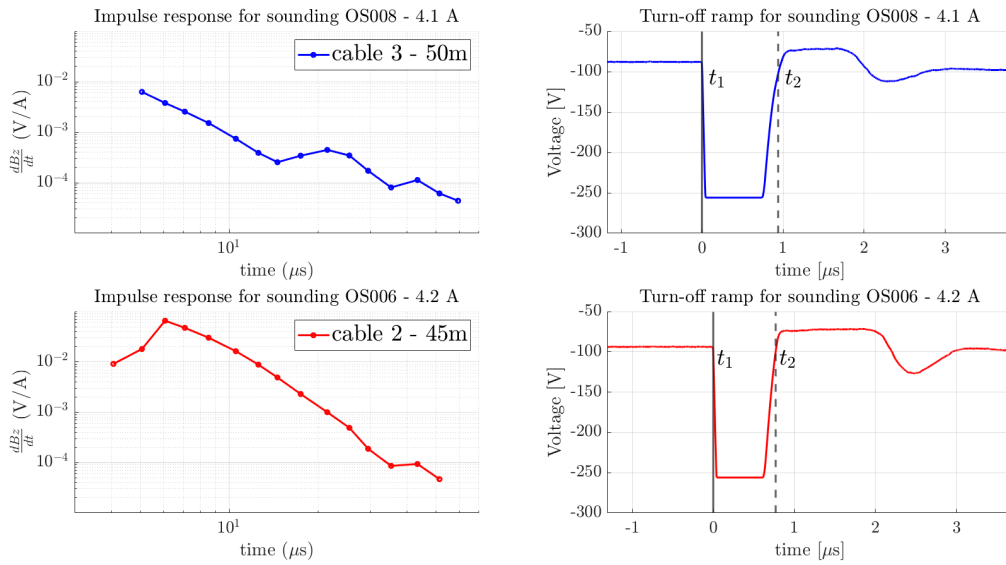 Impulse response for sounding OS008 - 4.1 A
10⁻²
10⁻³
10⁻⁴
dBz/dt (V/A)
cable 3 - 50m
10¹
time (μs)
Turn-off ramp for sounding OS008 - 4.1 A
-50
-100
-150
-200
-250
-300
Voltage [V]
t₁
t₂
-1 0 1 2 3
time [μs]
Impulse response for sounding OS006 - 4.2 A
10⁻²
10⁻³
10⁻⁴
dBz/dt (V/A)
cable 2 - 45m
10¹
time (μs)
Turn-off ramp for sounding OS006 - 4.2 A
-50
-100
-150
-200
-250
-300
Voltage [V]
t₁
t₂
-1 0 1 2 3
time [μs]